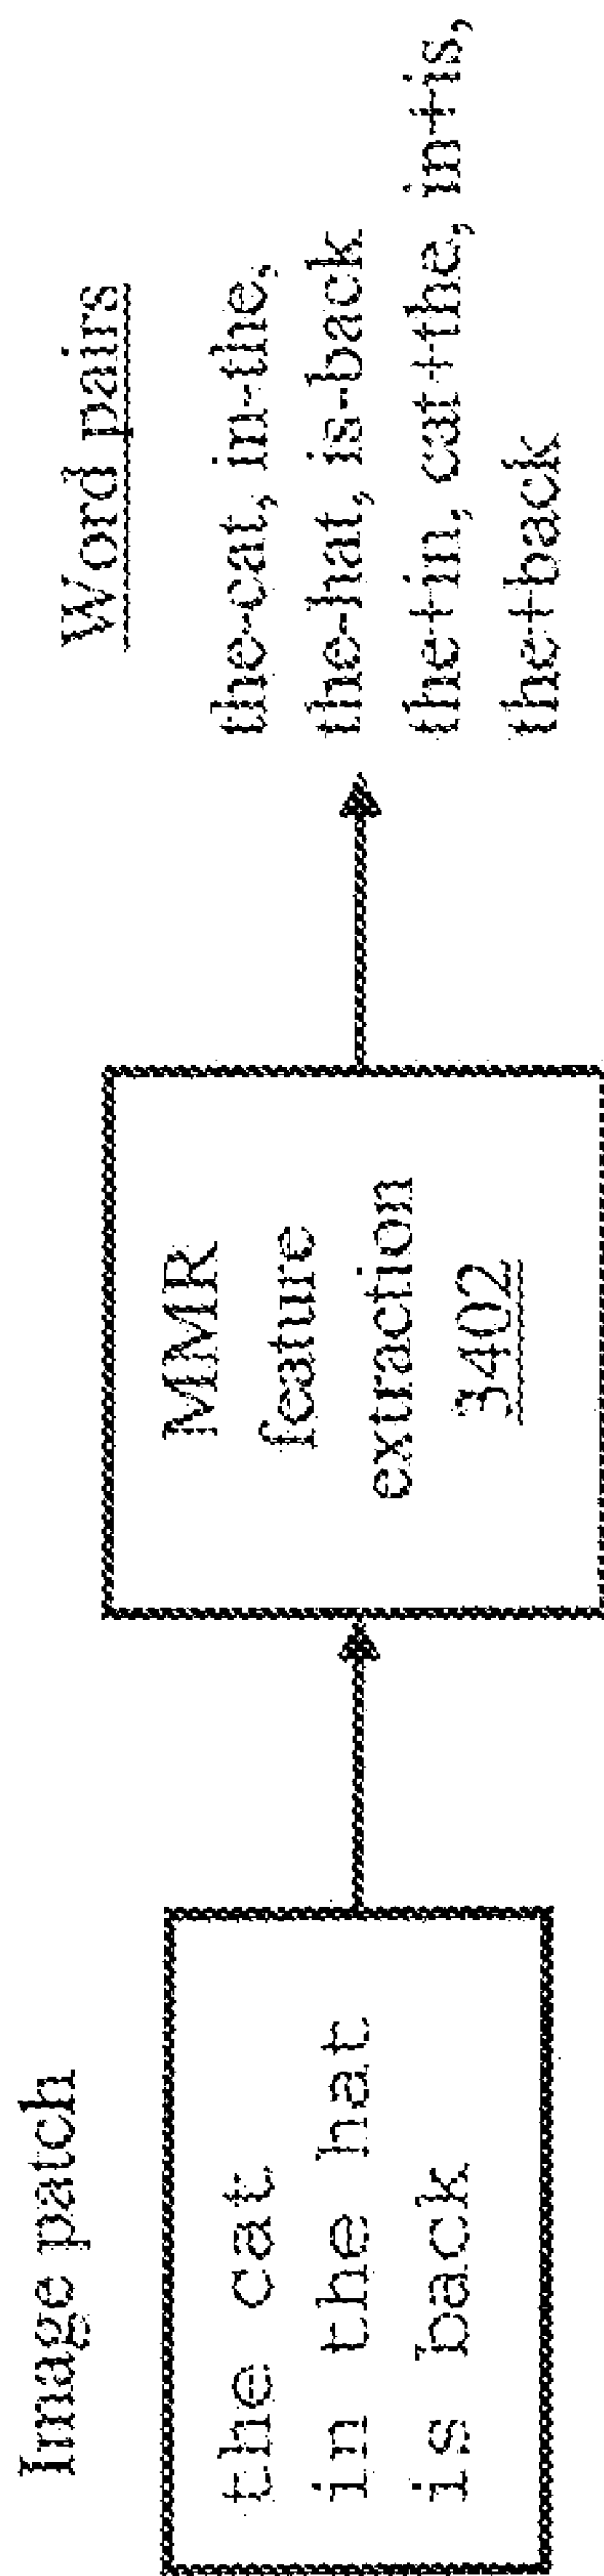 Image patch
the cat
in the hat
is back
MMR
feature
extraction
3402
Word pairs
the-cat, in-the,
the-hat, is-back
the+in, cat+the, in+is,
the+back